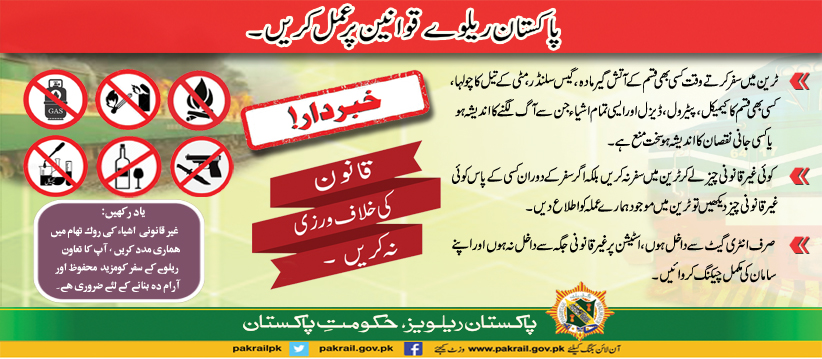 پاکستان ریلوے قوانین پر عمل کریں۔
ٹرین میں سفر کرتے وقت کسی بھی قسم کے آتش گیر مادہ، گیس سلنڈر، مٹی کے تیل کا چولہا،
کسی بھی قسم کا کیمیکل، پیٹرول، ڈیزل اور ایسی تمام اشیاء جن سے آگ لگنے کا اندیشہ ہو
یا کسی جانی نقصان کا اندیشہ ہو سخت منع ہے۔
کوئی غیر قانونی چیز لے کر ٹرین میں سفر نہ کریں بلکہ اگر سفر کے دوران کسی کے پاس کوئی
غیر قانونی چیز دیکھیں تو ٹرین میں موجود ہمارے عملہ کو اطلاع دیں۔
صرف انٹری گیٹ سے داخل ہوں، اسٹیشن پر غیر قانونی جگہ سے داخل نہ ہوں اور اپنے
سامان کی مکمل چیکنگ کروائیں۔
خبردار!
قانون
کی خلاف ورزی
نہ کریں۔
GAS
یاد رکھیں:
غیر قانونی اشیاء کی روک تھام میں
ھماری مدد کریں، آپ کا تعاون
ریلوے کے سفر کو مزید محفوظ اور
آرام دہ بنانے کے لئے ضروری ھے۔
پاکستان ریلویز، حکومتِ پاکستان
آن لائن بکنگ کیلئے www.pakrail.gov.pk وزٹ کیجئے
pakrail.gov.pk
pakrailpk